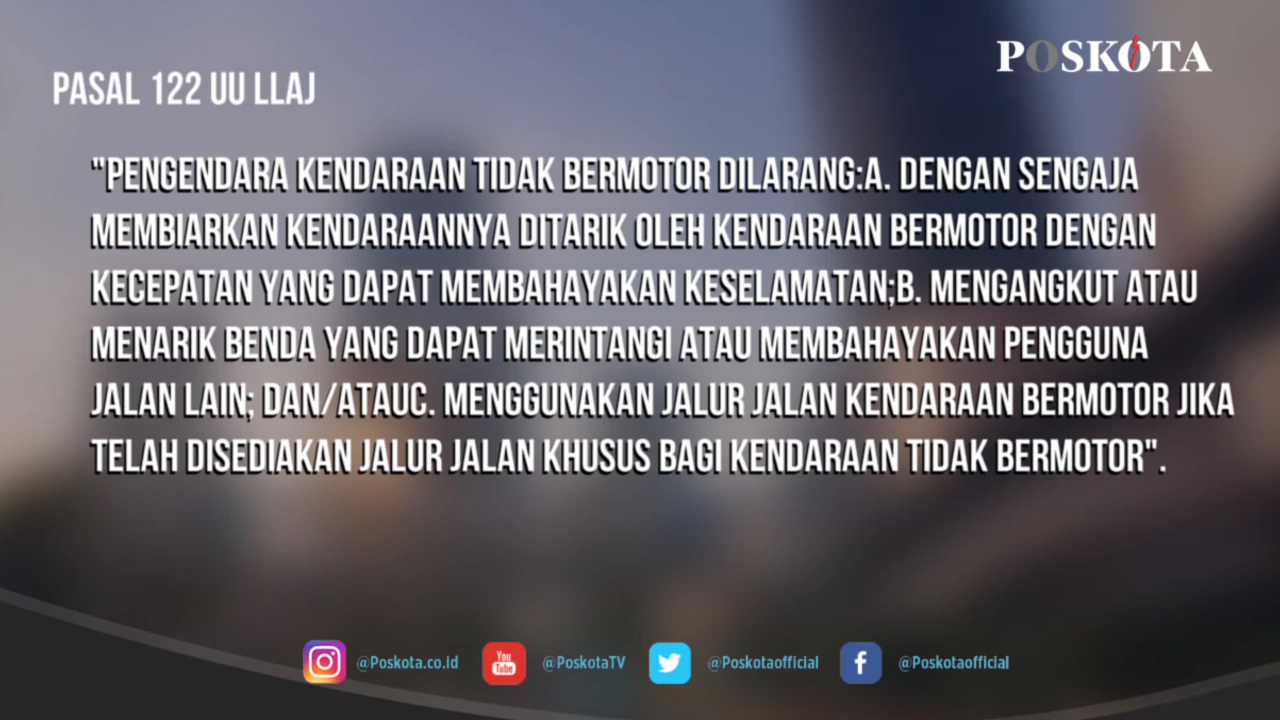 POSKOTA
PASAL 122 UU LLAJ
"PENGENDARA KENDARAAN TIDAK BERMOTOR DILARANG:A. DENGAN SENGAJA
MEMBIARKAN KENDARAANNYA DITARIK OLEH KENDARAAN BERMOTOR DENGAN
KECEPATAN YANG DAPAT MEMBAHAYAKAN KESELAMATAN;B. MENGANGKUT ATAU
MENARIK BENDA YANG DAPAT MERINTANGI ATAU MEMBAHAYAKAN PENGGUNA
JALAN LAIN; DAN/ATAUC. MENGGUNAKAN JALUR JALAN KENDARAAN BERMOTOR JIKA
TELAH DISEDIAKAN JALUR JALAN KHUSUS BAGI KENDARAAN TIDAK BERMOTOR".
@Poskota.co.id You Tube @PoskotaTV @Poskotaofficial f @Poskotaofficial